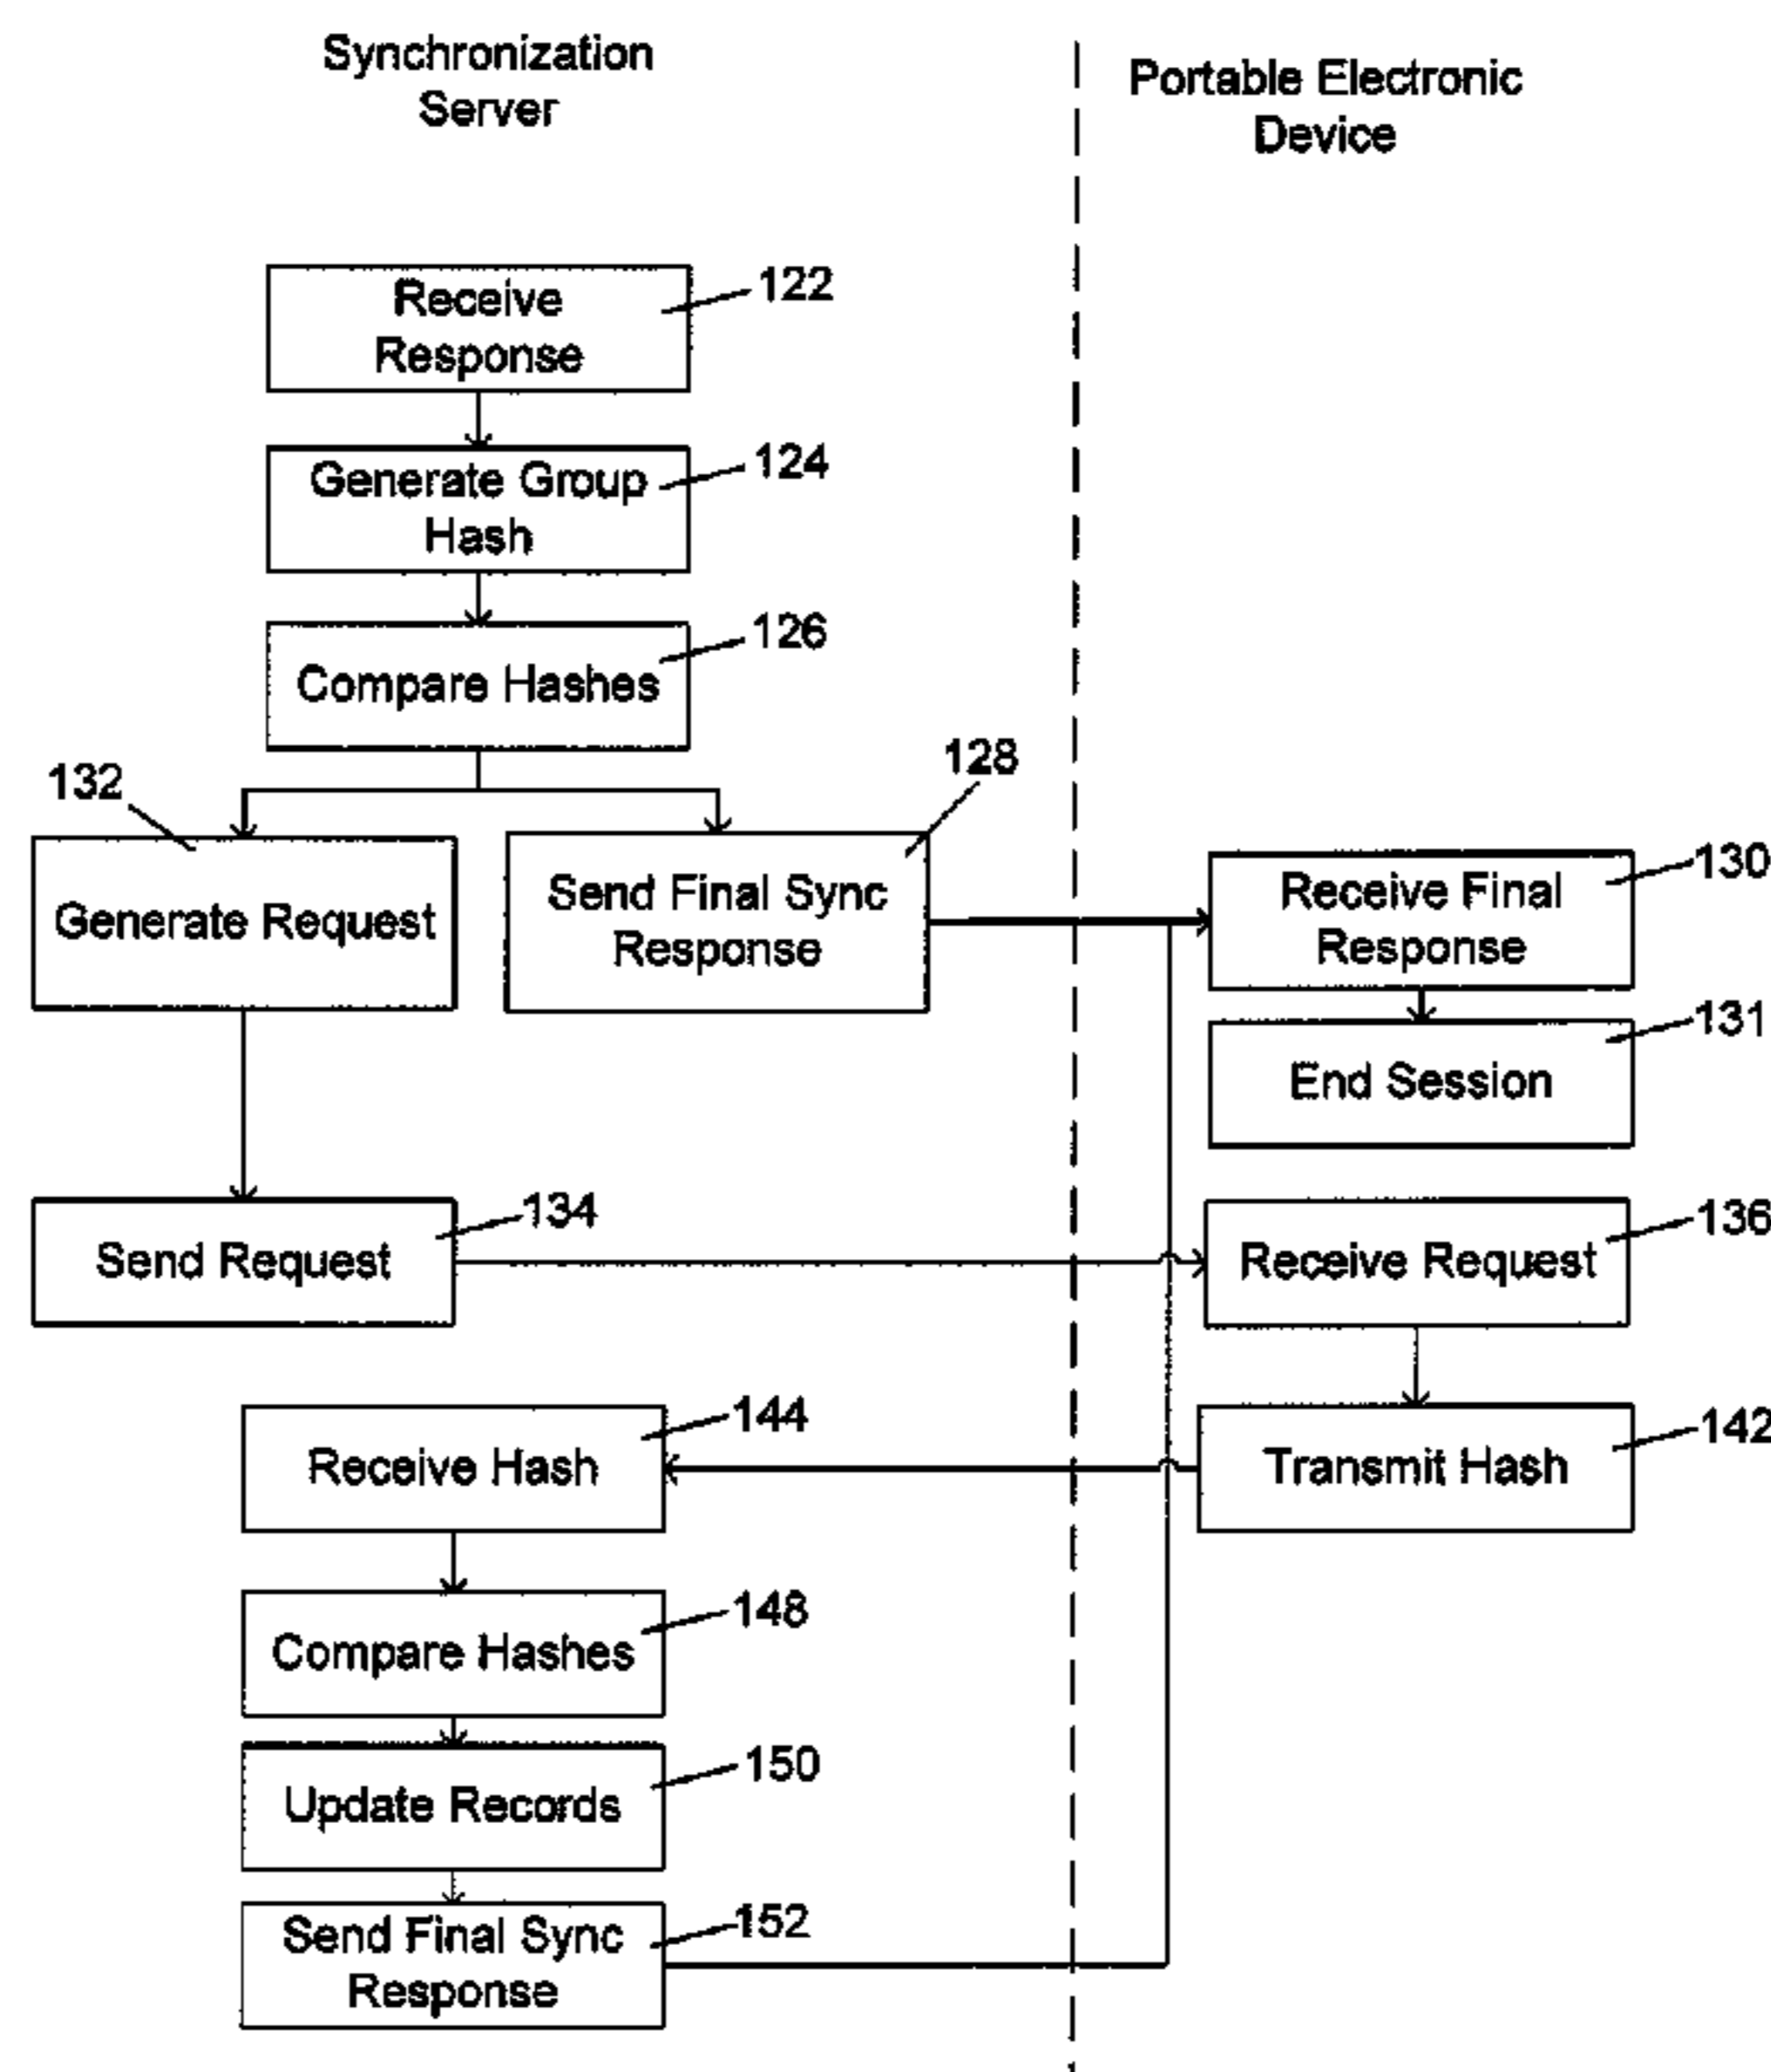 Synchronization
Server
Portable Electronic
Device
Receive
Response
122
Generate Group
Hash
124
Compare Hashes
126
132
128
Generate Request
Send Final Sync
Response
Receive Final
Response
130
End Session
131
Send Request
134
Receive Request
136
Receive Hash
144
Transmit Hash
142
Compare Hashes
148
Update Records
150
Send Final Sync
Response
152